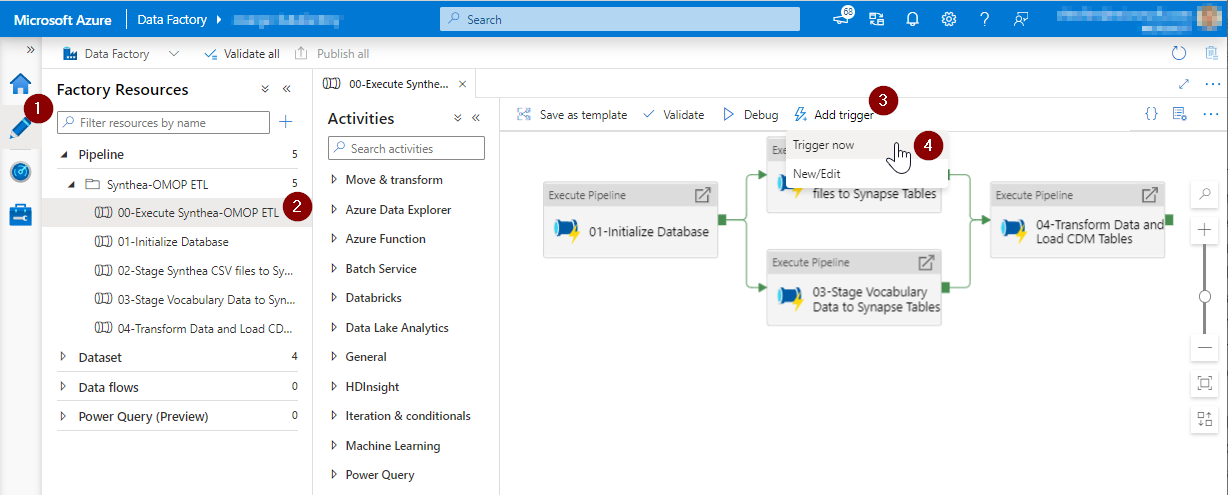 Microsoft Azure
Data Factory
Search
68
Data Factory
Validate all
Publish all
1
Factory Resources
Filter resources by name
Pipeline 5
Synthea-OMOP ETL 5
00-Execute Synthea-OMOP ETL
2
01-Initialize Database
02-Stage Synthea CSV files to Sy...
03-Stage Vocabulary Data to Syn...
04-Transform Data and Load CD...
Dataset 4
Data flows 0
Power Query (Preview) 0
00-Execute Synthe...
Activities
Search activities
Move & transform
Azure Data Explorer
Azure Function
Batch Service
Databricks
Data Lake Analytics
General
HDInsight
Iteration & conditionals
Machine Learning
Power Query
Save as template
Validate
Debug
Add trigger
3
Trigger now
4
New/Edit
Execute Pipeline
01-Initialize Database
Exec
files to Synapse Tables
Execute Pipeline
03-Stage Vocabulary
Data to Synapse Tables
Execute Pipeline
04-Transform Data and
Load CDM Tables